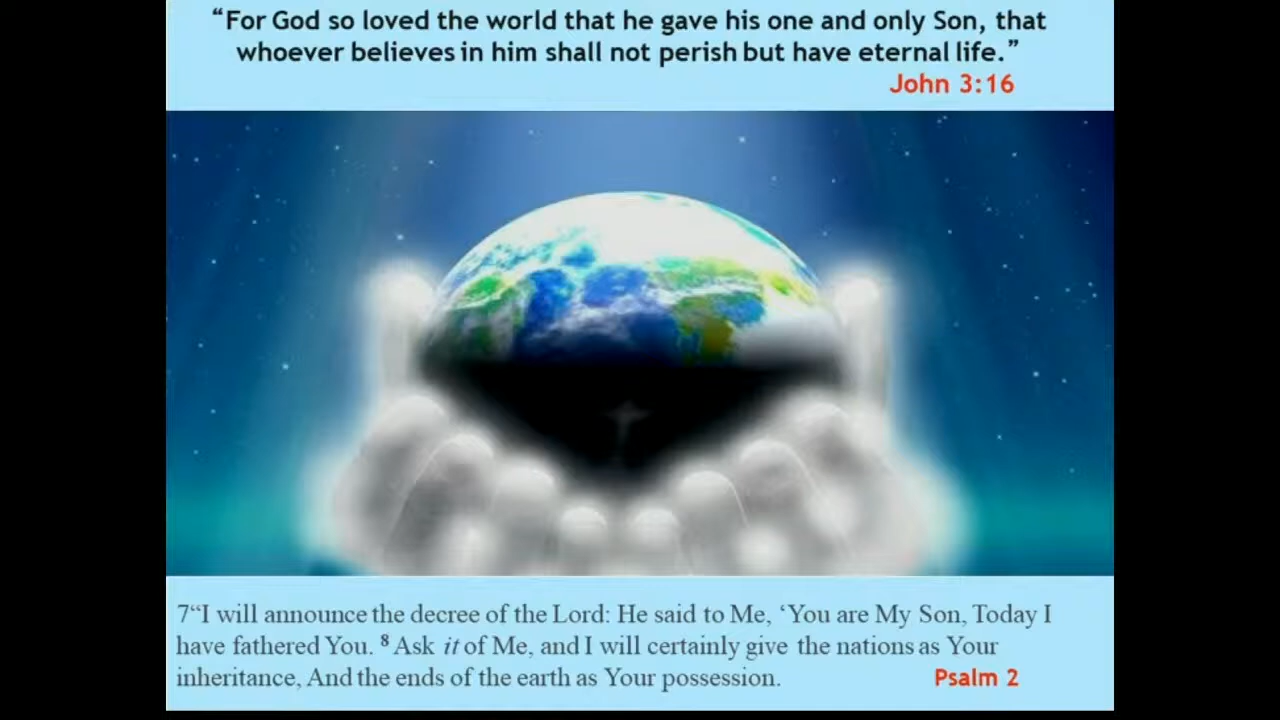 “For God so loved the world that he gave his one and only Son, that
whoever believes in him shall not perish but have eternal life.”
John 3:16
7“I will announce the decree of the Lord: He said to Me, ‘You are My Son, Today I
have fathered You. ⁸ Ask it of Me, and I will certainly give the nations as Your
inheritance, And the ends of the earth as Your possession. Psalm 2